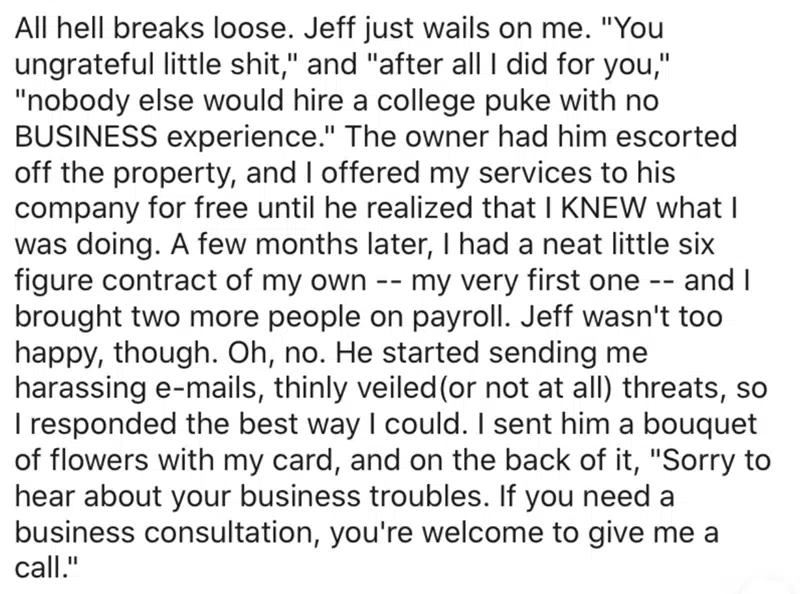 All hell breaks loose. Jeff just wails on me. "You
ungrateful little shit," and "after all I did for you,"
"nobody else would hire a college puke with no
BUSINESS experience." The owner had him escorted
off the property, and I offered my services to his
company for free until he realized that I KNEW what I
was doing. A few months later, I had a neat little six
figure contract of my own -- my very first one -- and I
brought two more people on payroll. Jeff wasn't too
happy, though. Oh, no. He started sending me
harassing e-mails, thinly veiled(or not at all) threats, so
I responded the best way I could. I sent him a bouquet
of flowers with my card, and on the back of it, "Sorry to
hear about your business troubles. If you need a
business consultation, you're welcome to give me a
call."